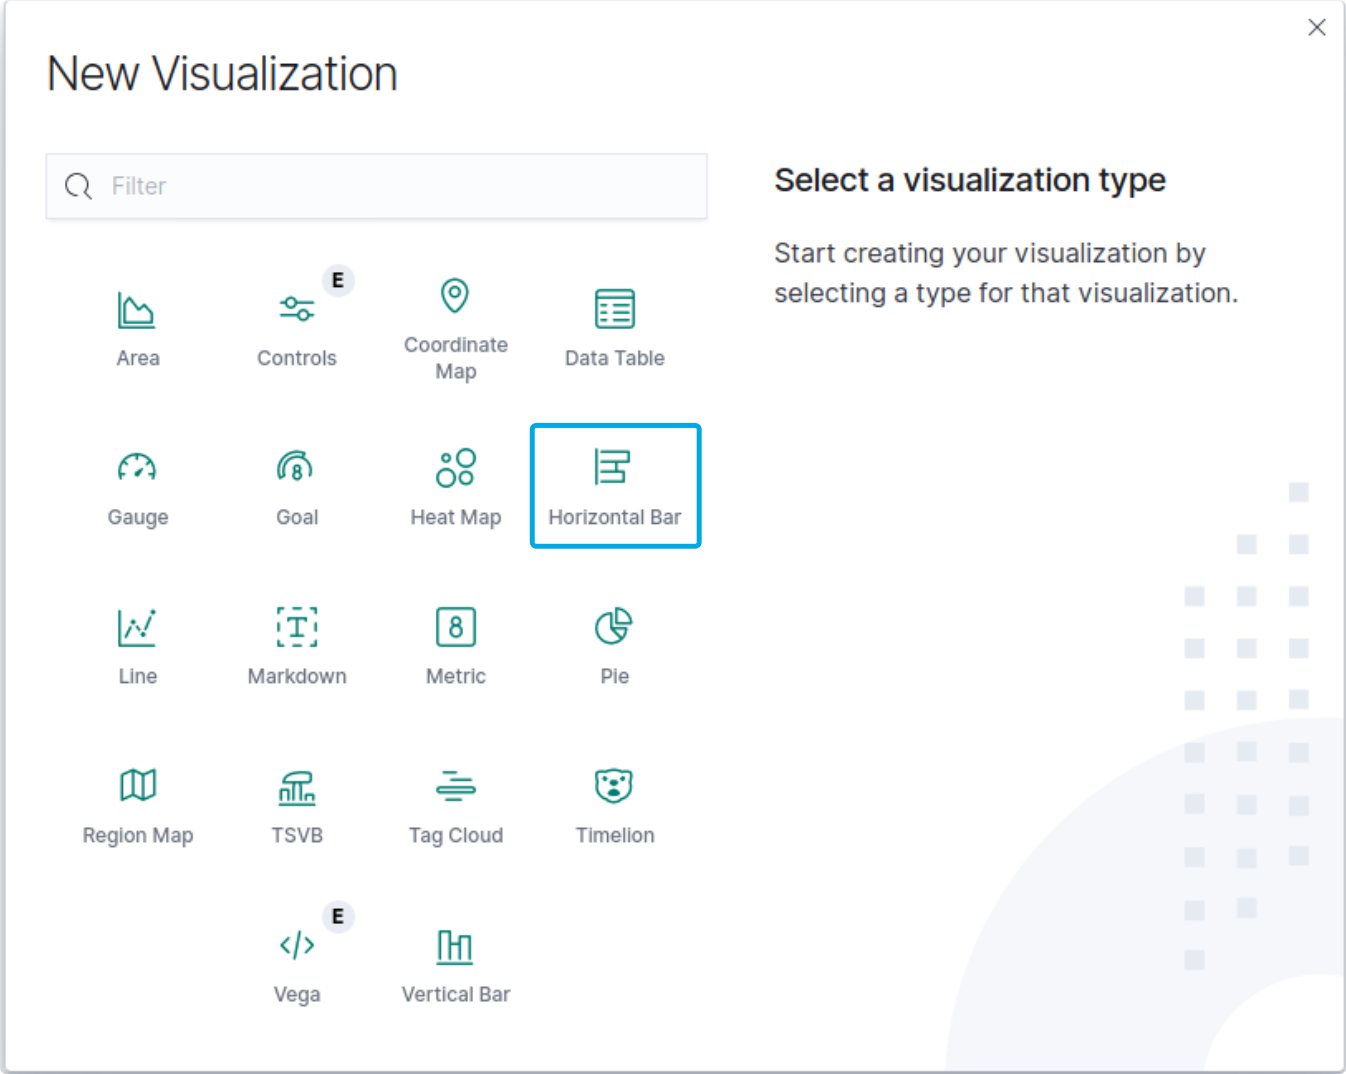 New Visualization
Filter
Select a visualization type
Start creating your visualization by
selecting a type for that visualization.
E
Area
Controls
Coordinate
Map
Data Table
8
Gauge
Goal
Heat Map
Horizontal Bar
T
8
Line
Markdown
Metric
Pie
Region Map
TSVB
Tag Cloud
Timelion
E
</>
Vega
Vertical Bar